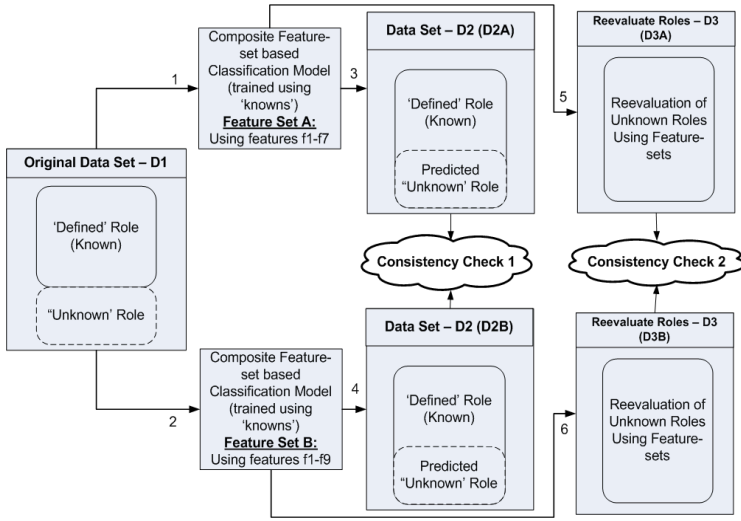 Original Data Set – D1
'Defined' Role
(Known)
"Unknown' Role
1
2
Composite Feature-
set based
Classification Model
(trained using
'knowns')
Feature Set A:
Using features f1-f7
3
Data Set – D2 (D2A)
'Defined' Role
(Known)
Predicted
"Unknown' Role
5
Reevaluate Roles – D3
(D3A)
Reevaluation of
Unknown Roles
Using Feature-
sets
Consistency Check 1
Consistency Check 2
Composite Feature-
set based
Classification Model
(trained using
'knowns')
Feature Set B:
Using features f1-f9
4
Data Set – D2 (D2B)
'Defined' Role
(Known)
Predicted
"Unknown' Role
6
Reevaluate Roles – D3
(D3B)
Reevaluation of
Unknown Roles
Using Feature-
sets